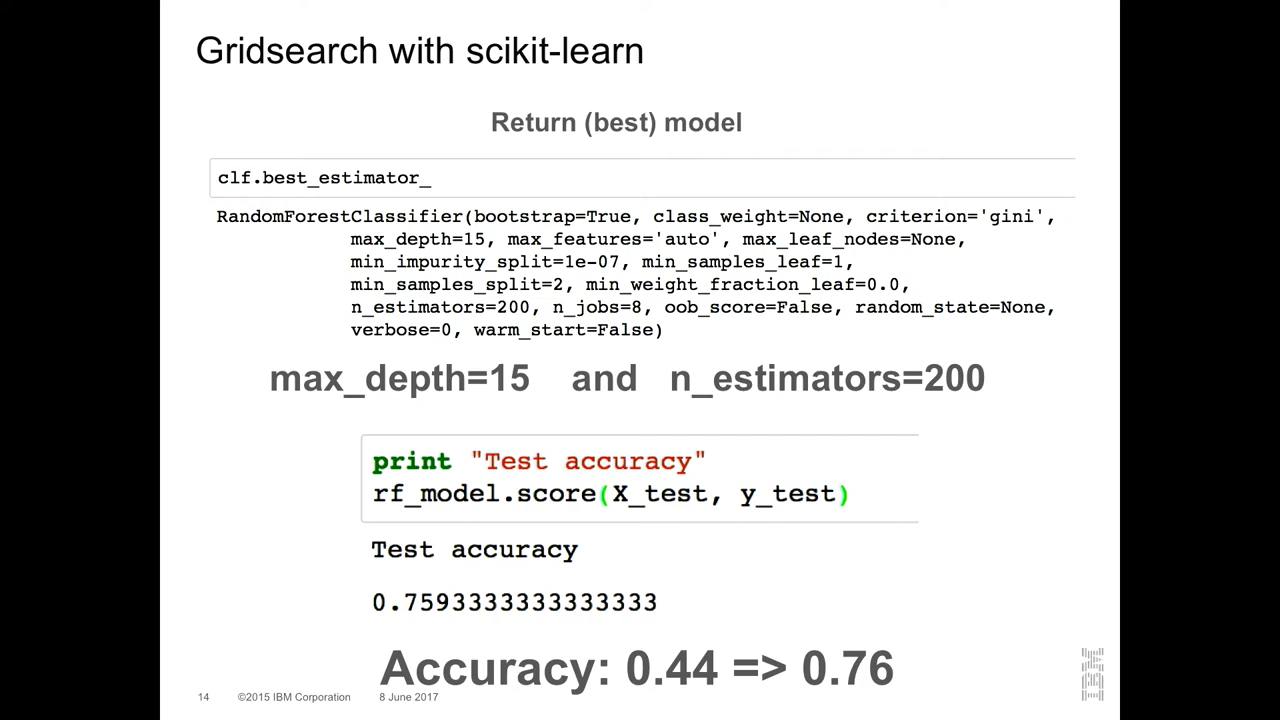 Gridsearch with scikit-learn
Return (best) model
clf.best_estimator_
RandomForestClassifier(bootstrap=True, class_weight=None, criterion='gini',
max_depth=15, max_features='auto', max_leaf_nodes=None,
min_impurity_split=1e-07, min_samples_leaf=1,
min_samples_split=2, min_weight_fraction_leaf=0.0,
n_estimators=200, n_jobs=8, oob_score=False, random_state=None,
verbose=0, warm_start=False)
max_depth=15 and n_estimators=200
print "Test accuracy"
rf_model.score(X_test, y_test)
Test accuracy
0.7593333333333333
Accuracy: 0.44 => 0.76
14 ©2015 IBM Corporation 8 June 2017
IBM